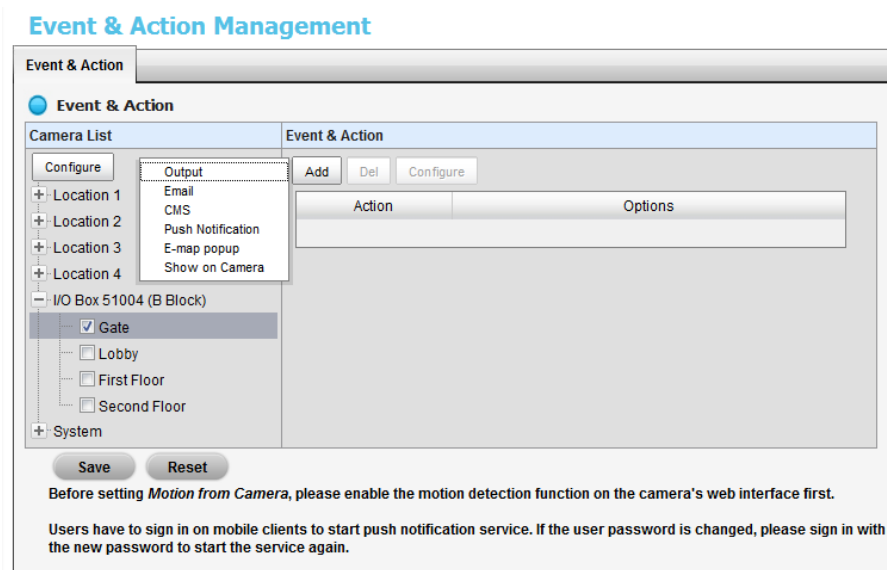 Event & Action Management
Event & Action
Event & Action
Camera List
Event & Action
Configure
Output
Email
CMS
Push Notification
E-map popup
Show on Camera
Add
Del
Configure
Action
Options
Location 1
Location 2
Location 3
Location 4
I/O Box 51004 (B Block)
Gate
Lobby
First Floor
Second Floor
System
Save
Reset
Before setting Motion from Camera, please enable the motion detection function on the camera's web interface first.
Users have to sign in on mobile clients to start push notification service. If the user password is changed, please sign in with
the new password to start the service again.